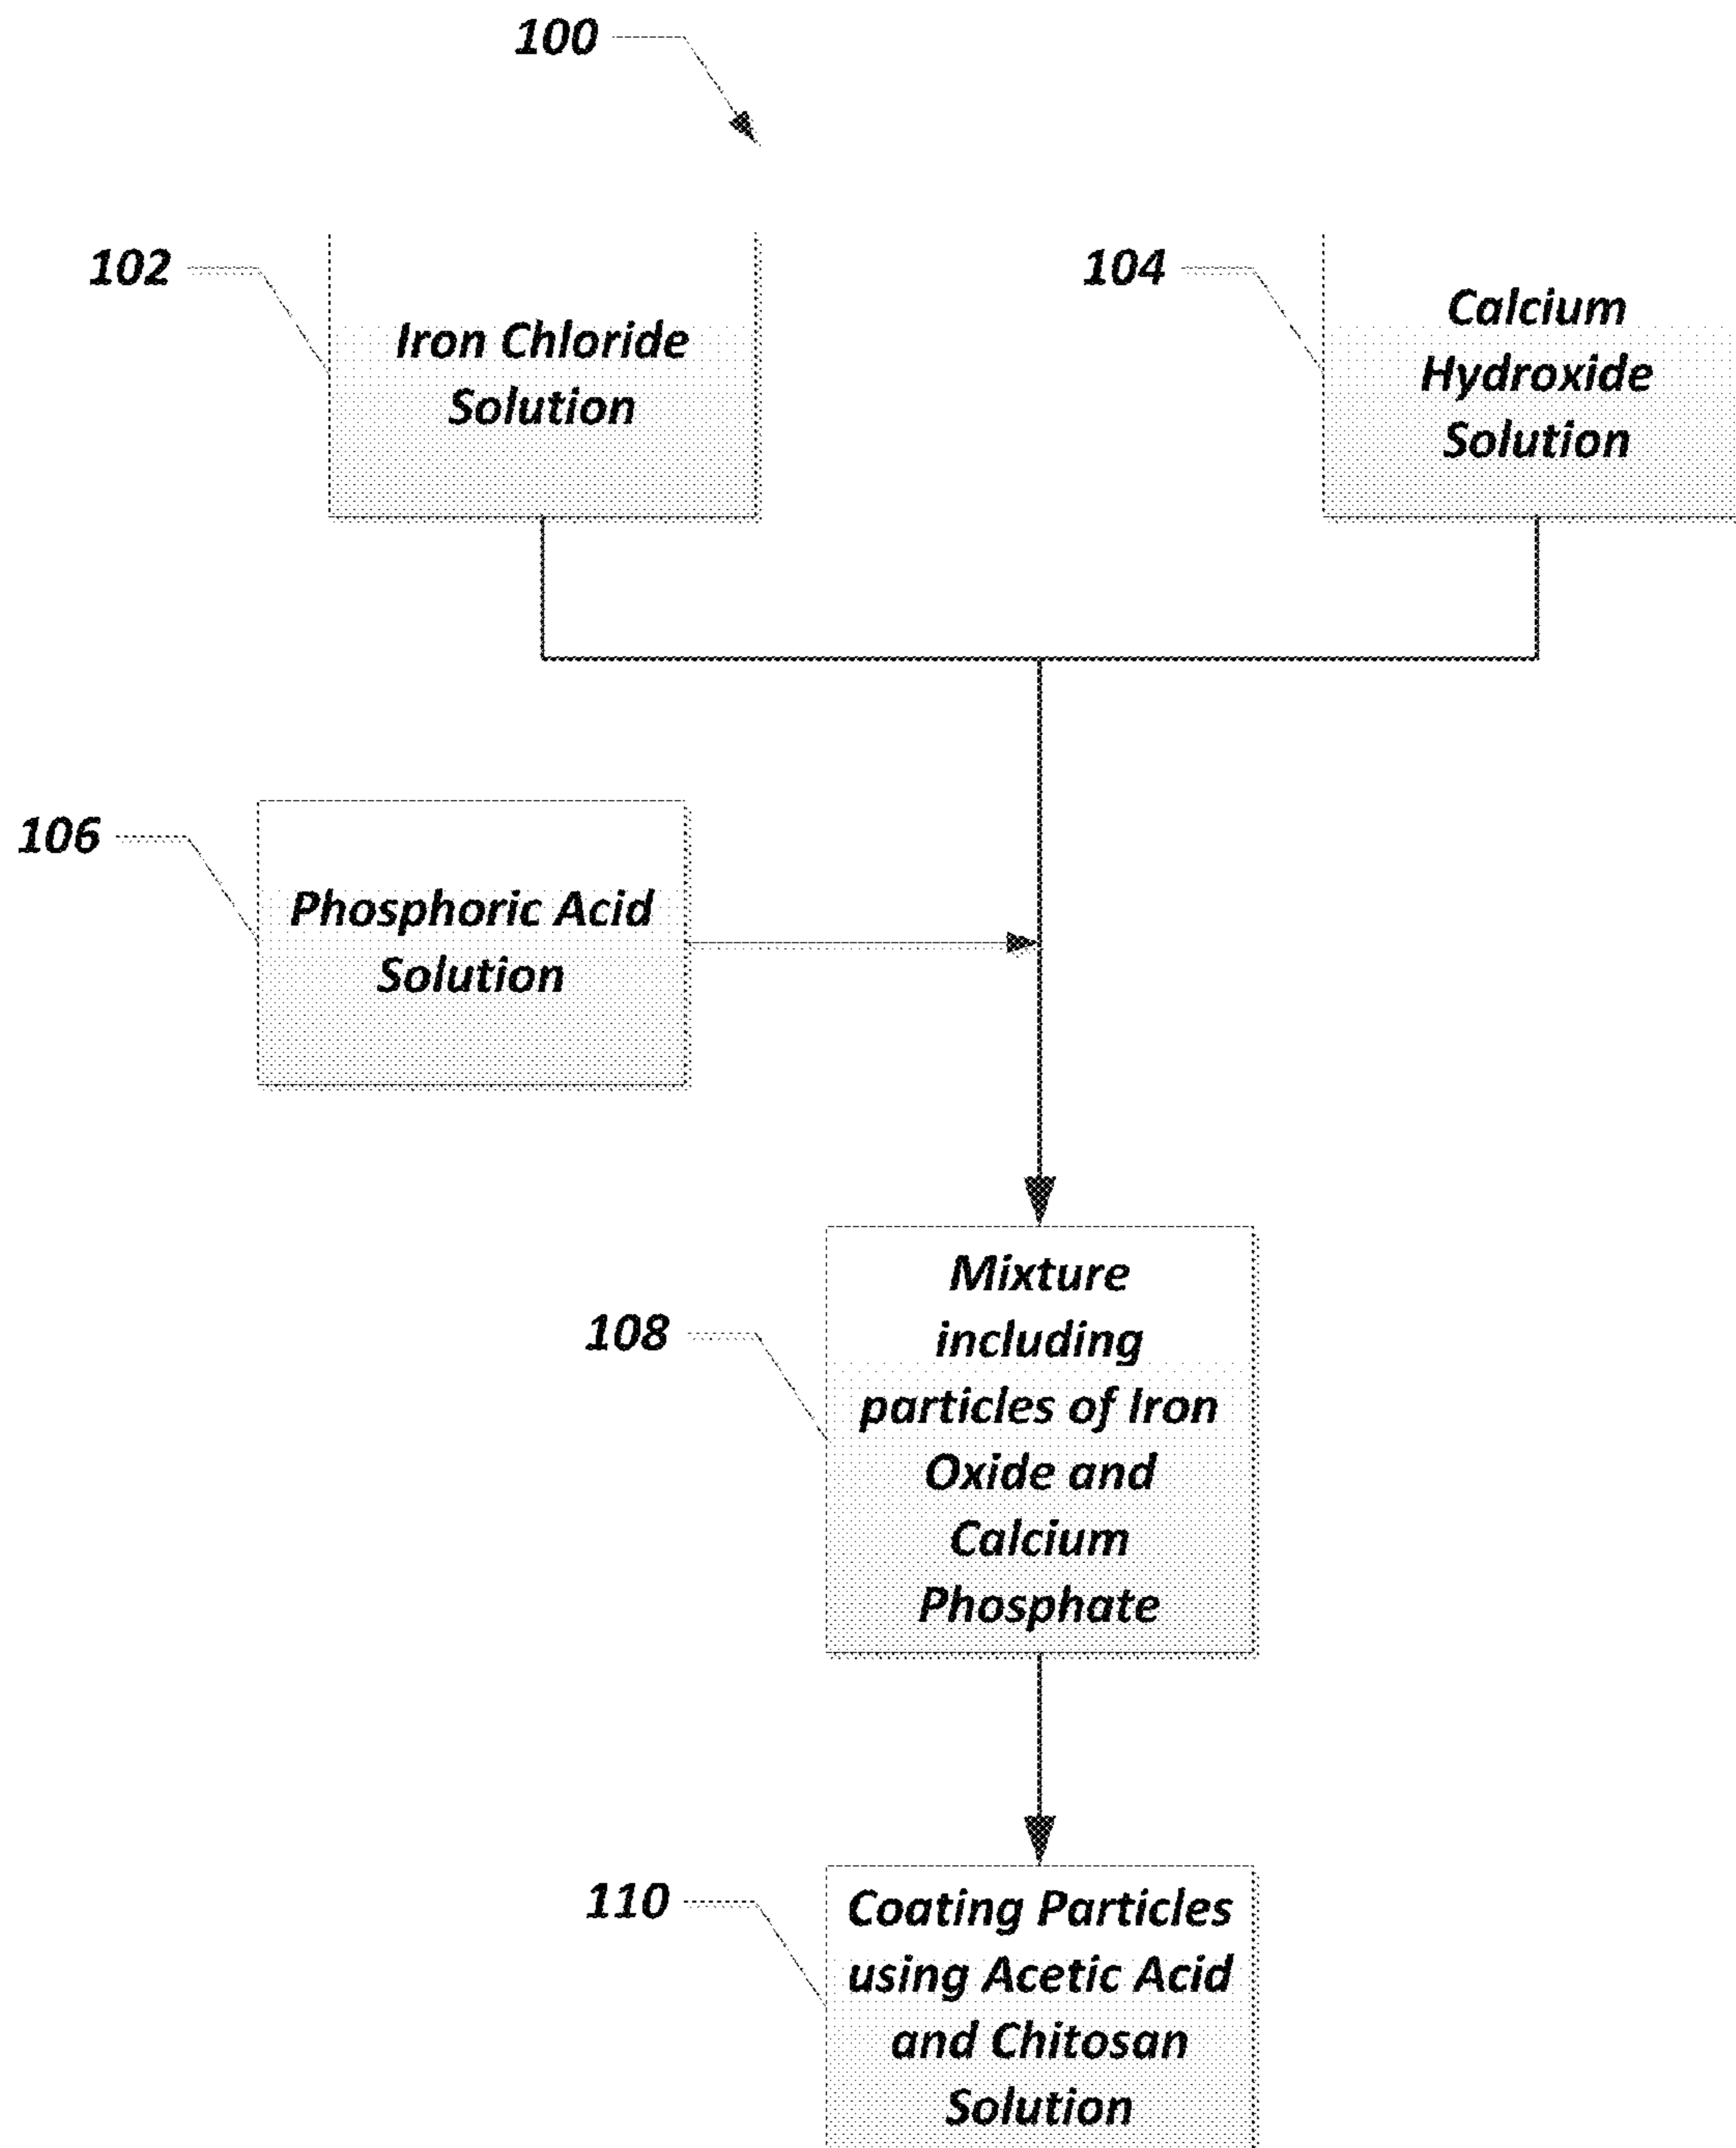 100
102
Iron Chloride
Solution
104
Calcium
Hydroxide
Solution
106
Phosphoric Acid
Solution
108
Mixture
including
particles of Iron
Oxide and
Calcium
Phosphate
110
Coating Particles
using Acetic Acid
and Chitosan
Solution